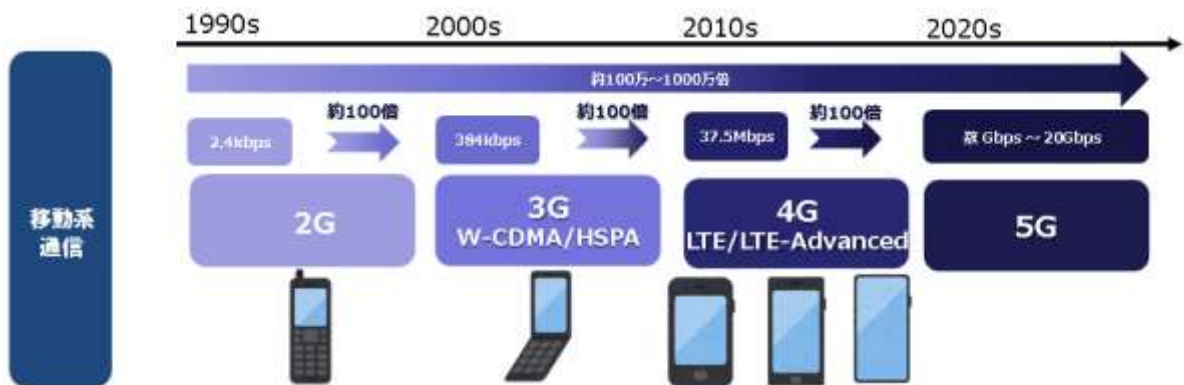 1990s
2000s
2010s
2020s
約100万~1000万倍
約100倍
約100倍
約100倍
2.4kbps
384kbps
37.5Mbps
数Gbps ~ 20Gbps
移動系
通信
2G
3G
W-CDMA/HSPA
4G
LTE/LTE-Advanced
5G